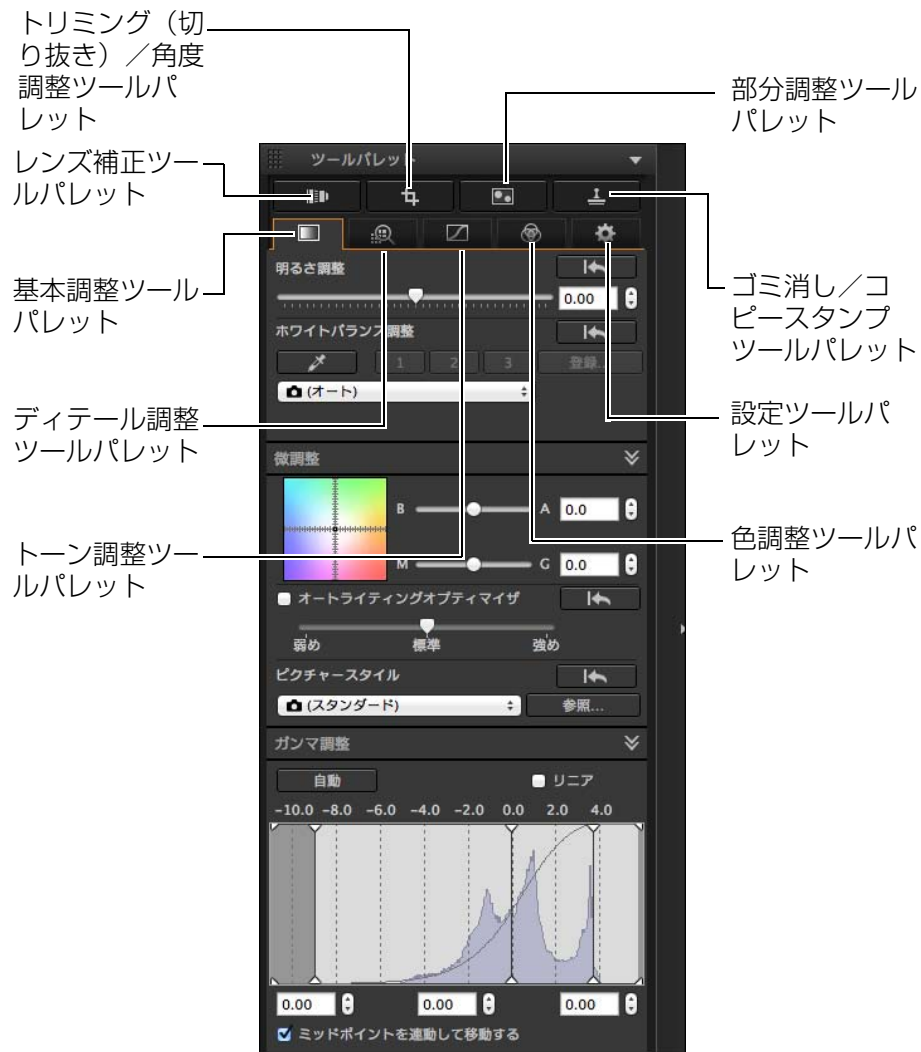 トリミング（切
り抜き）／角度
調整ツールパ
レット
レンズ補正ツー
ルパレット
基本調整ツール
パレット
ディテール調整
ツールパレット
トーン調整ツー
ルパレット
部分調整ツール
パレット
ゴミ消し／コ
ピースタンプ
ツールパレット
設定ツールパ
レット
色調整ツールパ
レット
ツールパレット
明るさ調整
0.00
ホワイトバランス調整
1 2 3 登録...
(オート)
微調整
B A 0.0
M G 0.0
オートライティングオプティマイザ
弱め 標準 強め
ピクチャースタイル
(スタンダード) 参照...
ガンマ調整
自動 リニア
-10.0 -8.0 -6.0 -4.0 -2.0 0.0 2.0 4.0
0.00 0.00 0.00
ミッドポイントを連動して移動する